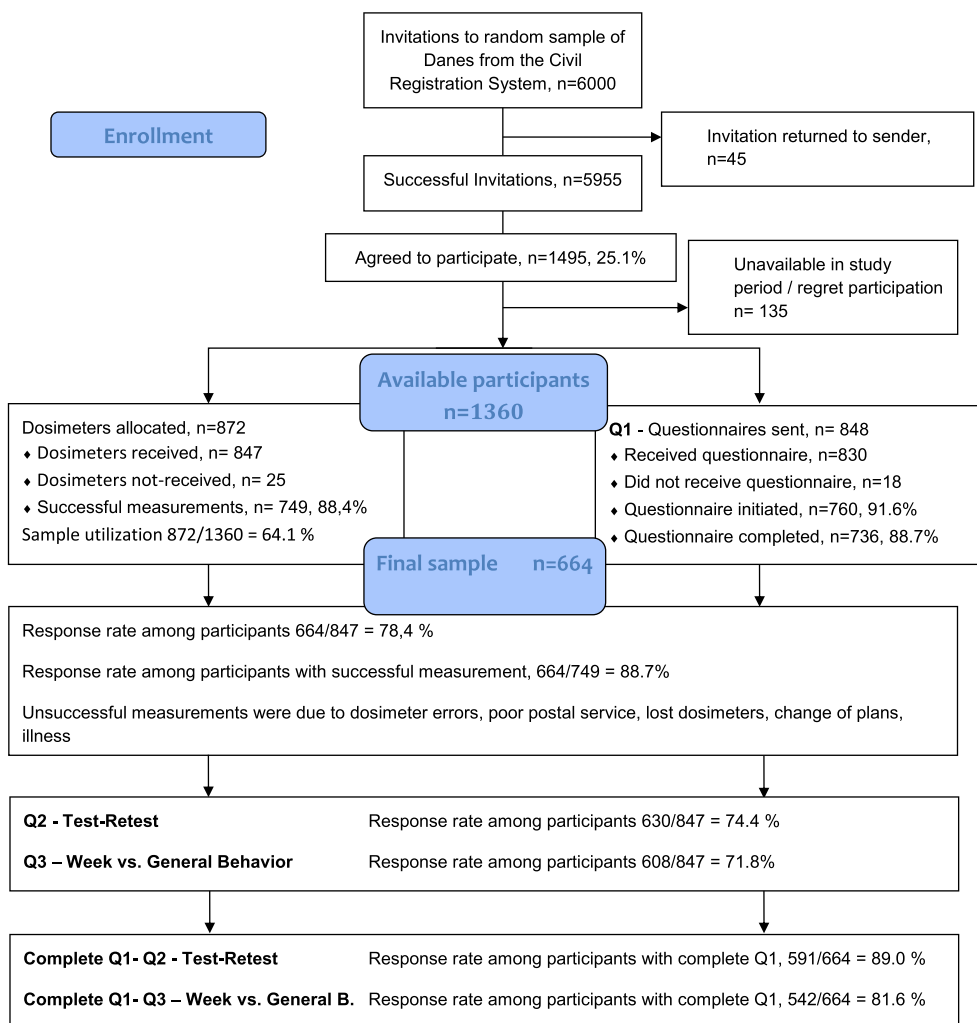 Invitations to random sample of
Danes from the Civil
Registration System, n=6000
Enrollment
Invitation returned to sender,
n=45
Successful Invitations, n=5955
Agreed to participate, n=1495, 25.1%
Unavailable in study
period / regret participation
n= 135
Available participants
n=1360
Dosimeters allocated, n=872
♦ Dosimeters received, n= 847
♦ Dosimeters not-received, n= 25
♦ Successful measurements, n= 749, 88,4%
Sample utilization 872/1360 = 64.1 %
Q1 - Questionnaires sent, n= 848
♦ Received questionnaire, n=830
♦ Did not receive questionnaire, n=18
♦ Questionnaire initiated, n=760, 91.6%
♦ Questionnaire completed, n=736, 88.7%
Final sample n=664
Response rate among participants 664/847 = 78,4 %
Response rate among participants with successful measurement, 664/749 = 88.7%
Unsuccessful measurements were due to dosimeter errors, poor postal service, lost dosimeters, change of plans,
illness
Q2 - Test-Retest Response rate among participants 630/847 = 74.4 %
Q3 – Week vs. General Behavior Response rate among participants 608/847 = 71.8%
Complete Q1- Q2 - Test-Retest Response rate among participants with complete Q1, 591/664 = 89.0 %
Complete Q1- Q3 – Week vs. General B. Response rate among participants with complete Q1, 542/664 = 81.6 %